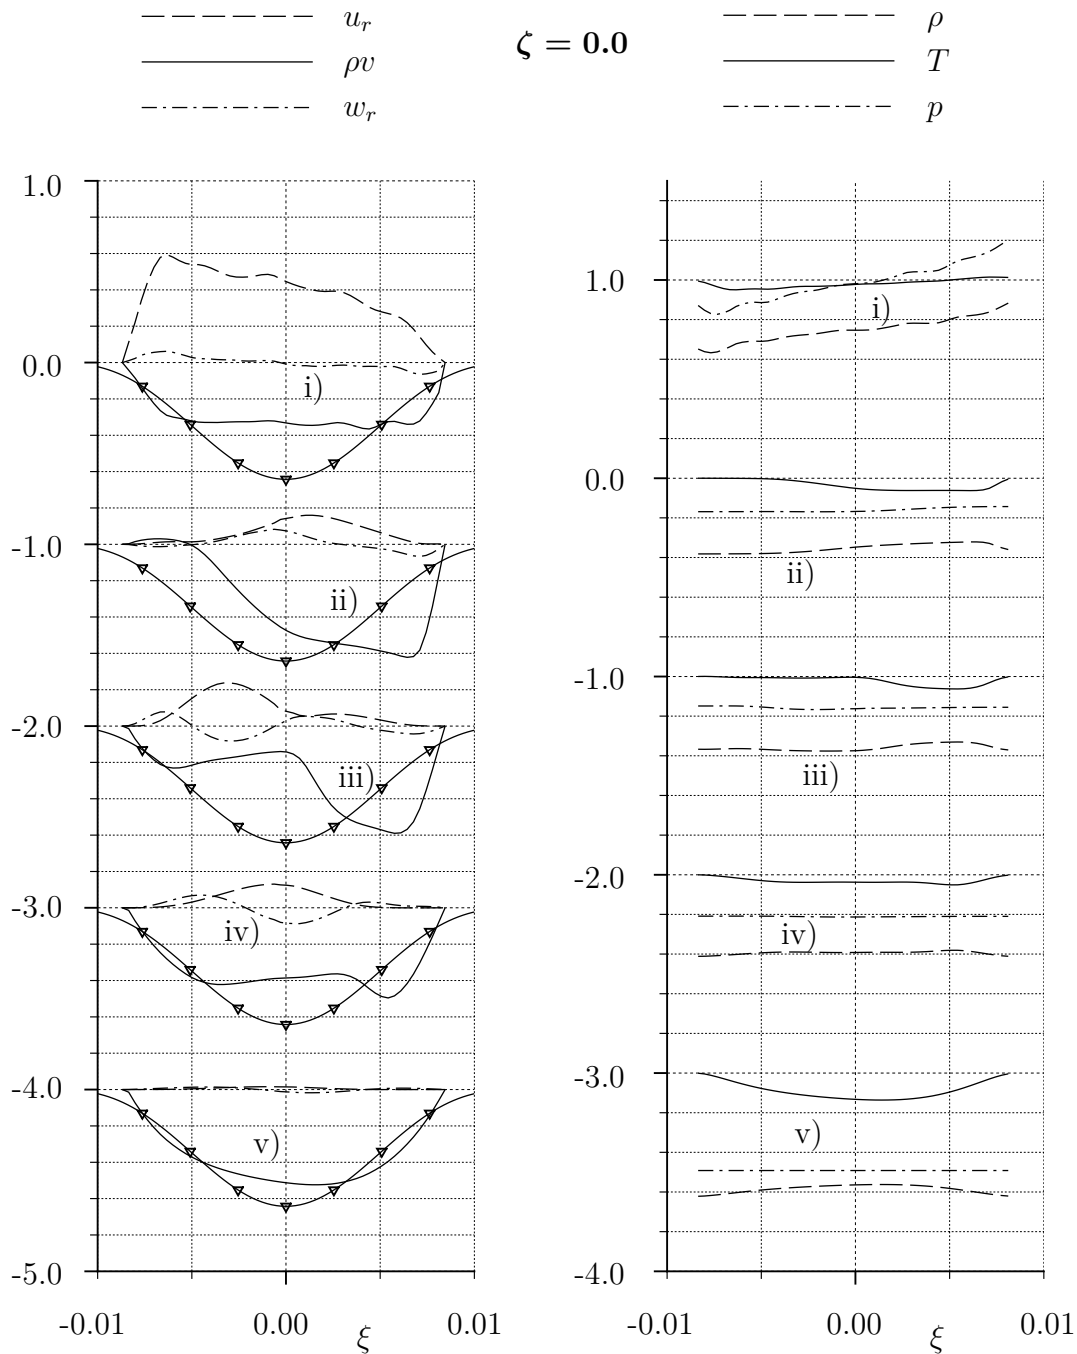 u_r
ρv
w_r
ζ = 0.0
ρ
T
p
1.0
0.0
-1.0
-2.0
-3.0
-4.0
-5.0
i)
ii)
iii)
iv)
v)
-0.01
0.00
0.01
ξ
1.0
0.0
-1.0
-2.0
-3.0
-4.0
i)
ii)
iii)
iv)
v)
-0.01
0.00
0.01
ξ